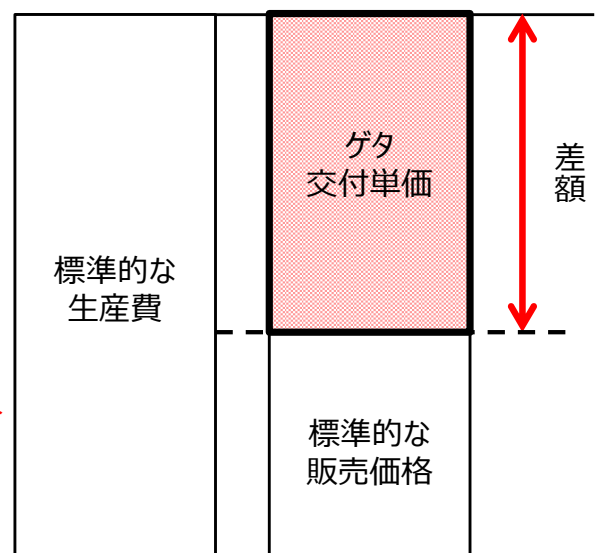 標準的な
生産費
ゲタ
交付単価
標準的な
販売価格
差額